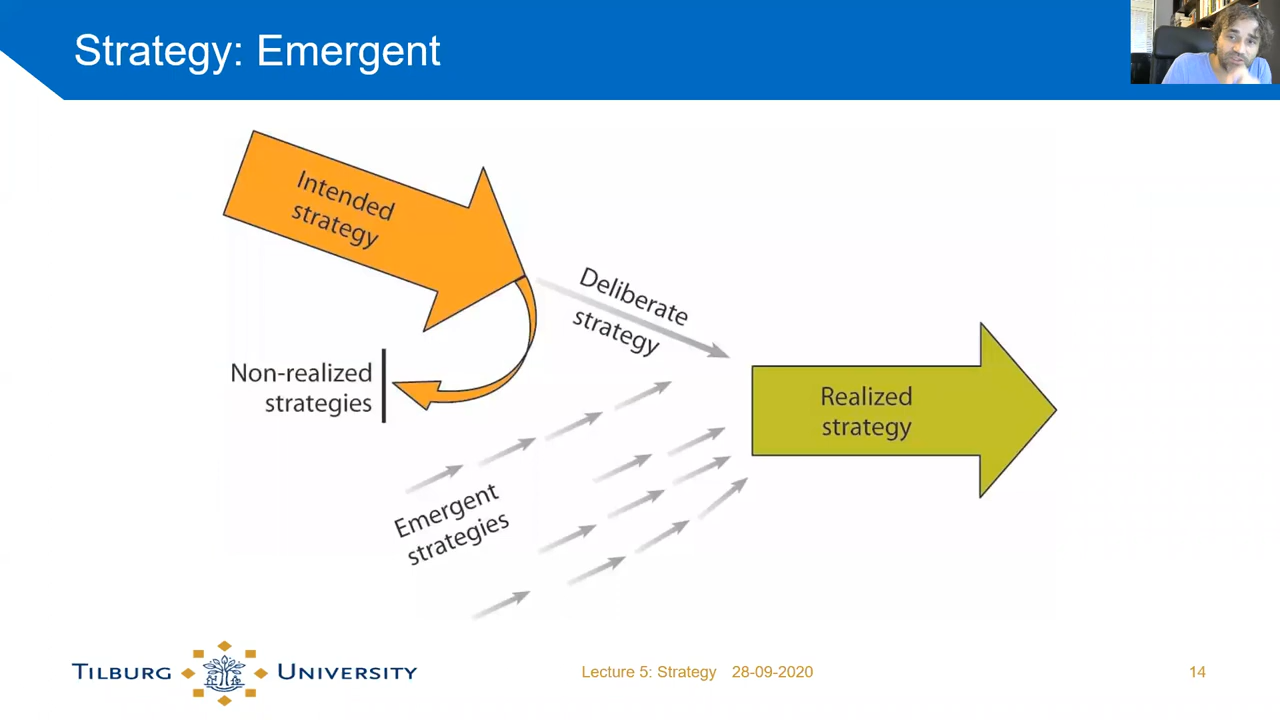 Strategy: Emergent
Intended
strategy
Deliberate
strategy
Non-realized
strategies
Realized
strategy
Emergent
strategies
TILBURG UNIVERSITY
Lecture 5: Strategy 28-09-2020
14